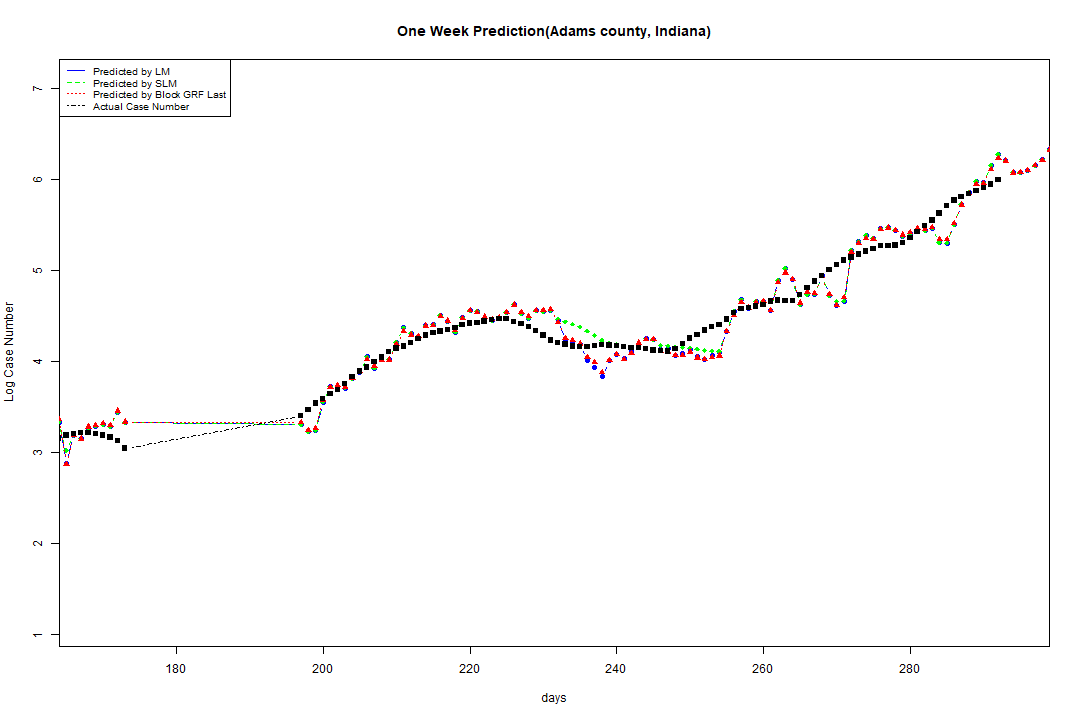 One Week Prediction(Adams county, Indiana)
Predicted by LM
Predicted by SLM
Predicted by Block GRF Last
Actual Case Number
7
6
5
4
3
2
1
Log Case Number
180 200 220 240 260 280
days